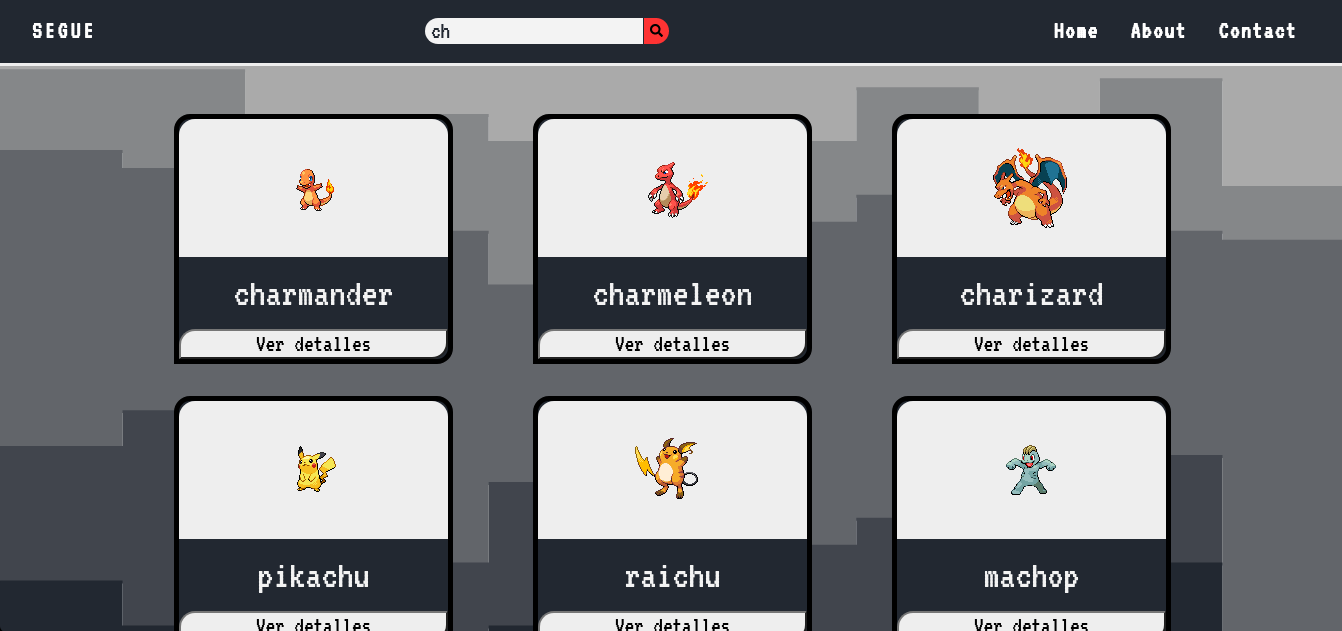 SEGUE
ch
Home About Contact
charmander charmeleon charizard
Ver detalles Ver detalles Ver detalles
pikachu raichu machop
Ver detalles Ver detalles Ver detalles